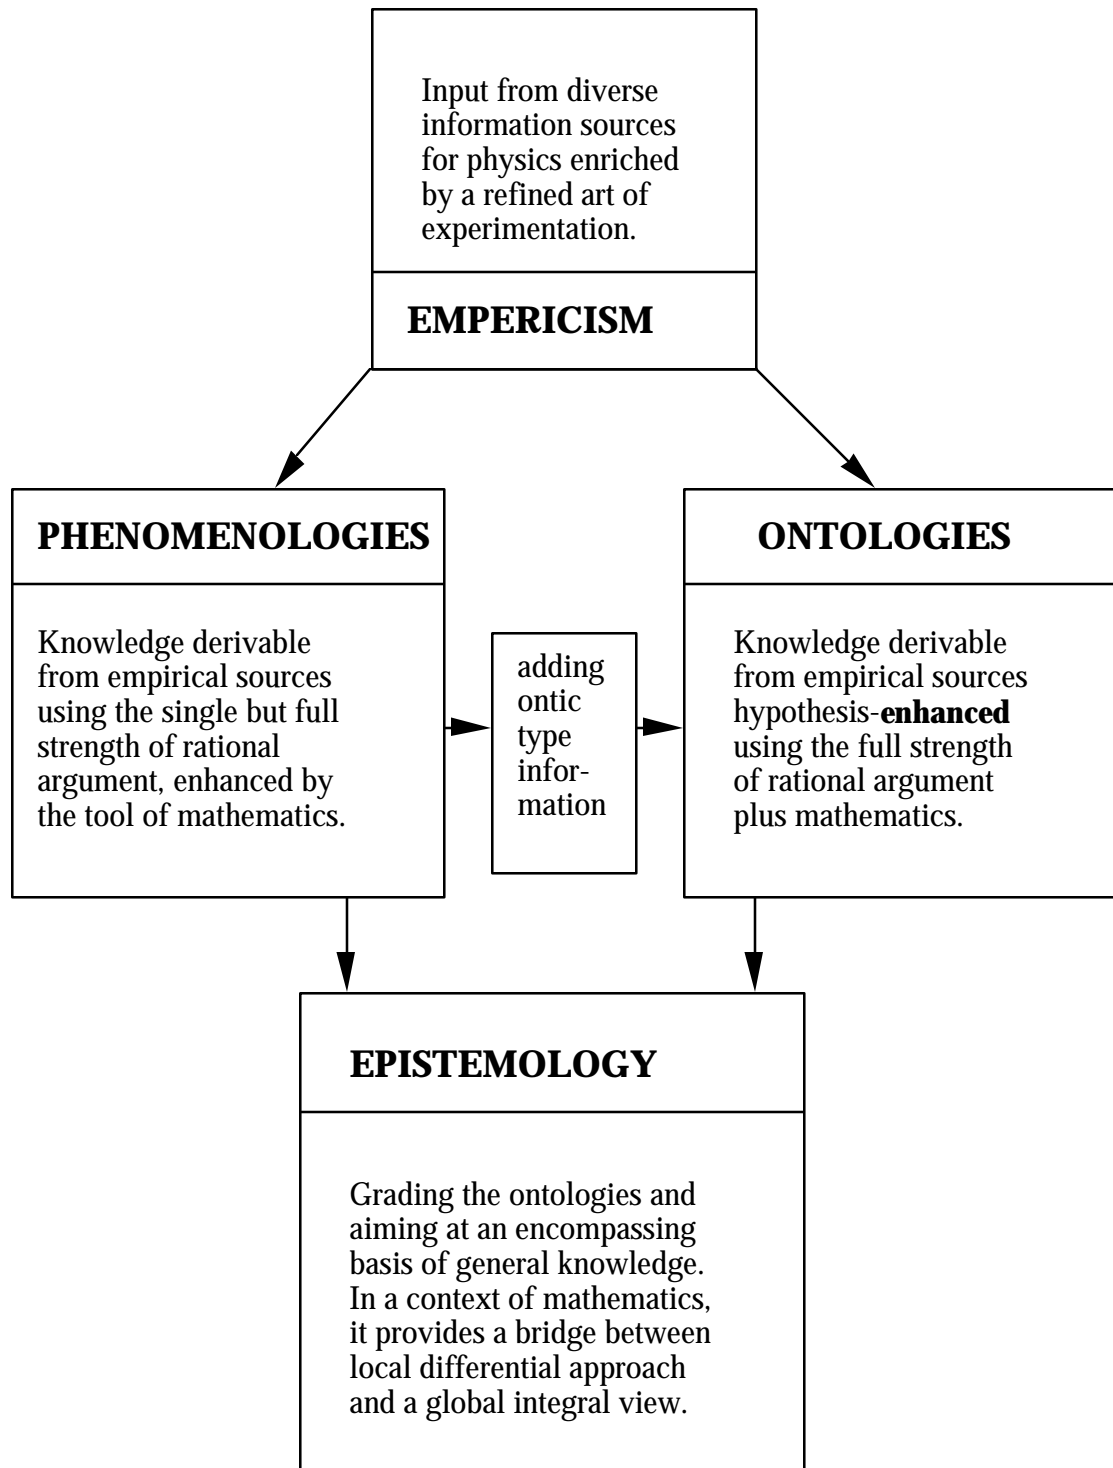 Input from diverse
information sources
for physics enriched
by a refined art of
experimentation.
EMPERICISM
PHENOMENOLOGIES
Knowledge derivable
from empirical sources
using the single but full
strength of rational
argument, enhanced by
the tool of mathematics.
adding
ontic
type
infor-
mation
ONTOLOGIES
Knowledge derivable
from empirical sources
hypothesis-enhanced
using the full strength
of rational argument
plus mathematics.
EPISTEMOLOGY
Grading the ontologies and
aiming at an encompassing
basis of general knowledge.
In a context of mathematics,
it provides a bridge between
local differential approach
and a global integral view.